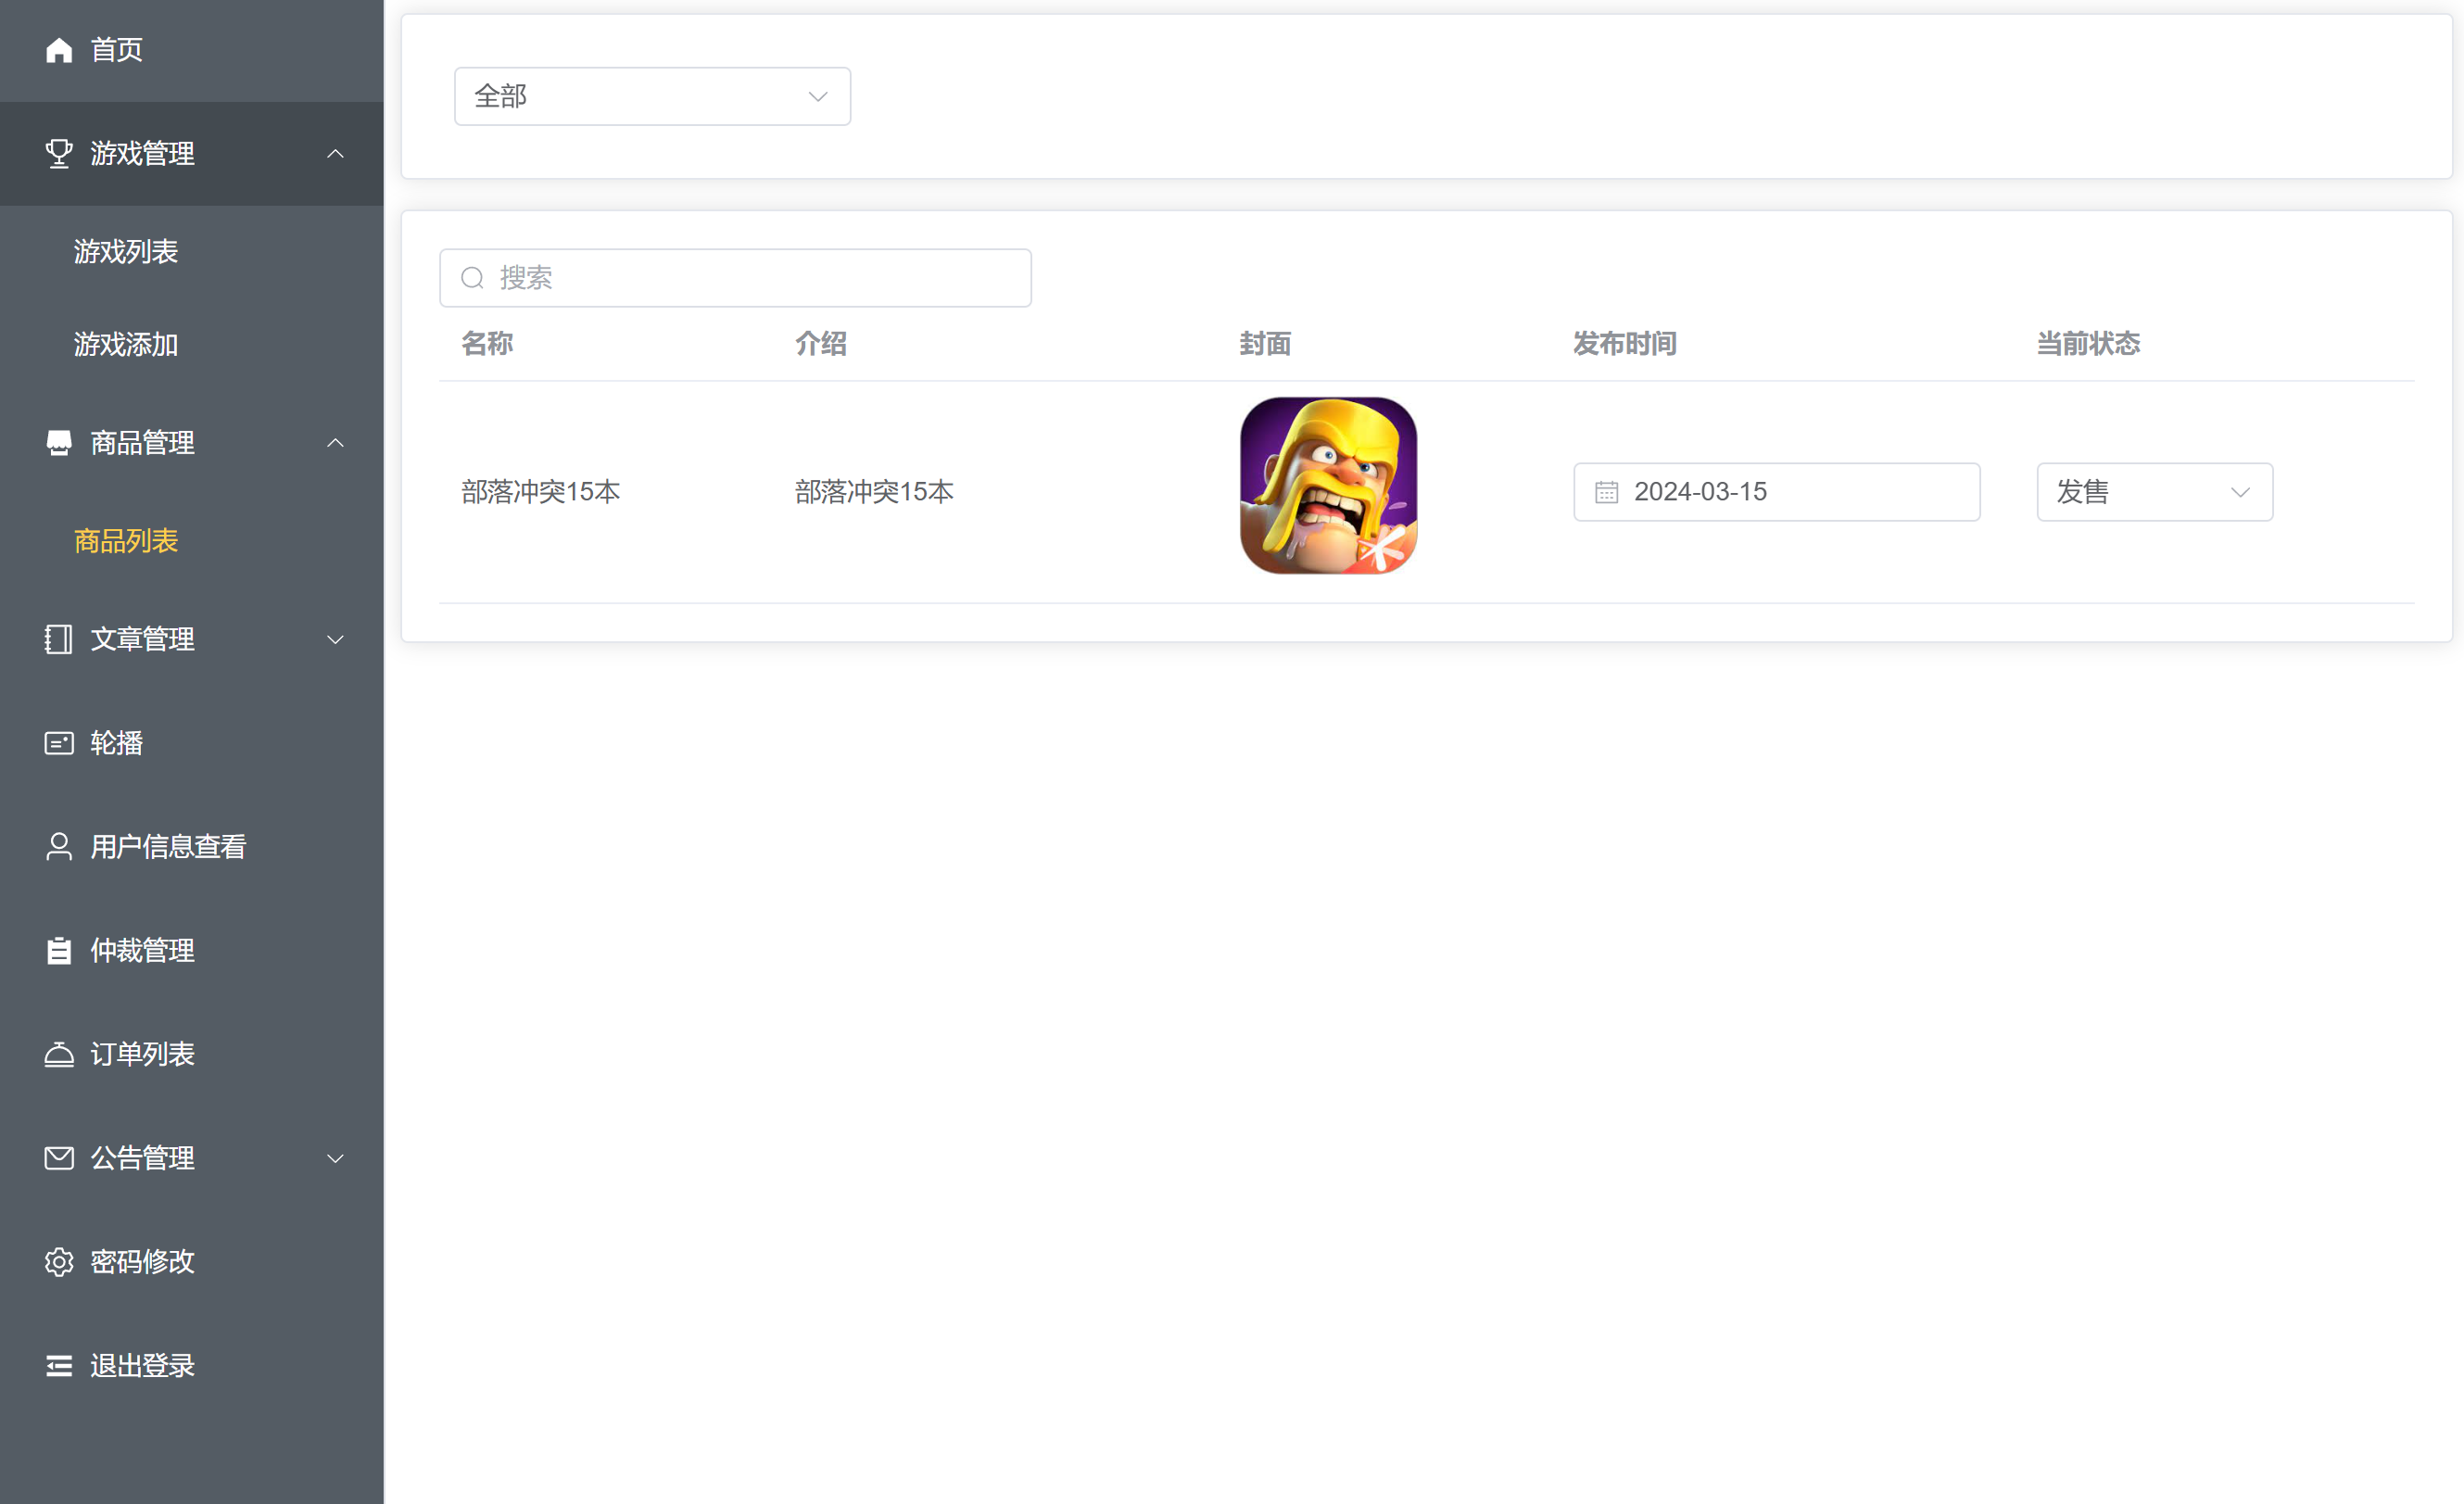 首页
游戏管理
游戏列表
游戏添加
商品管理
商品列表
文章管理
轮播
用户信息查看
仲裁管理
订单列表
公告管理
密码修改
退出登录
全部
搜索
名称 介绍 封面 发布时间 当前状态
部落冲突15本 部落冲突15本 2024-03-15 发售